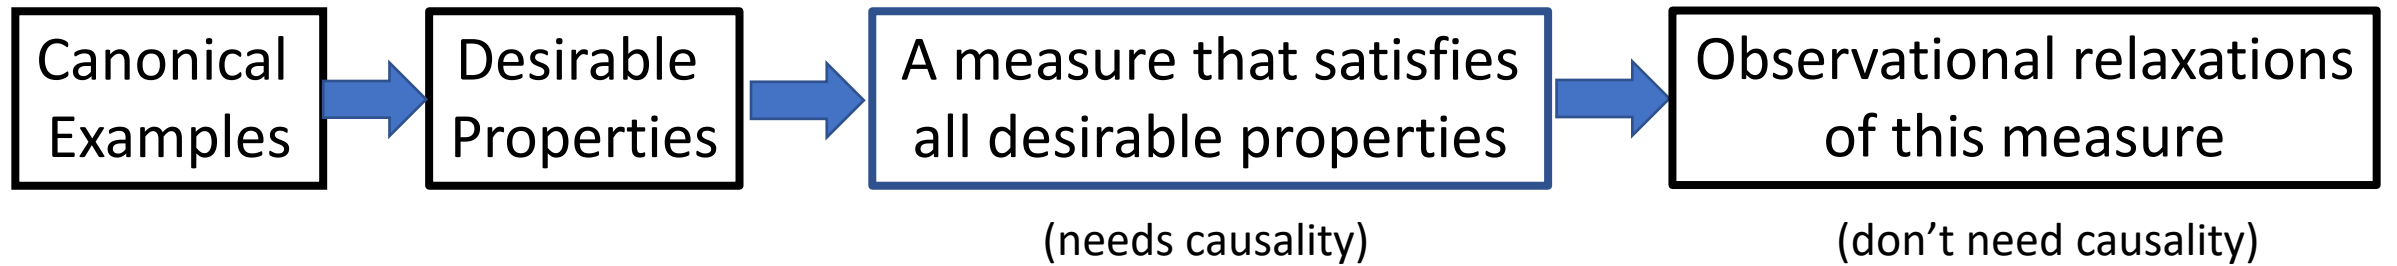 Canonical
Examples
Desirable
Properties
A measure that satisfies
all desirable properties
(needs causality)
Observational relaxations
of this measure
(don’t need causality)